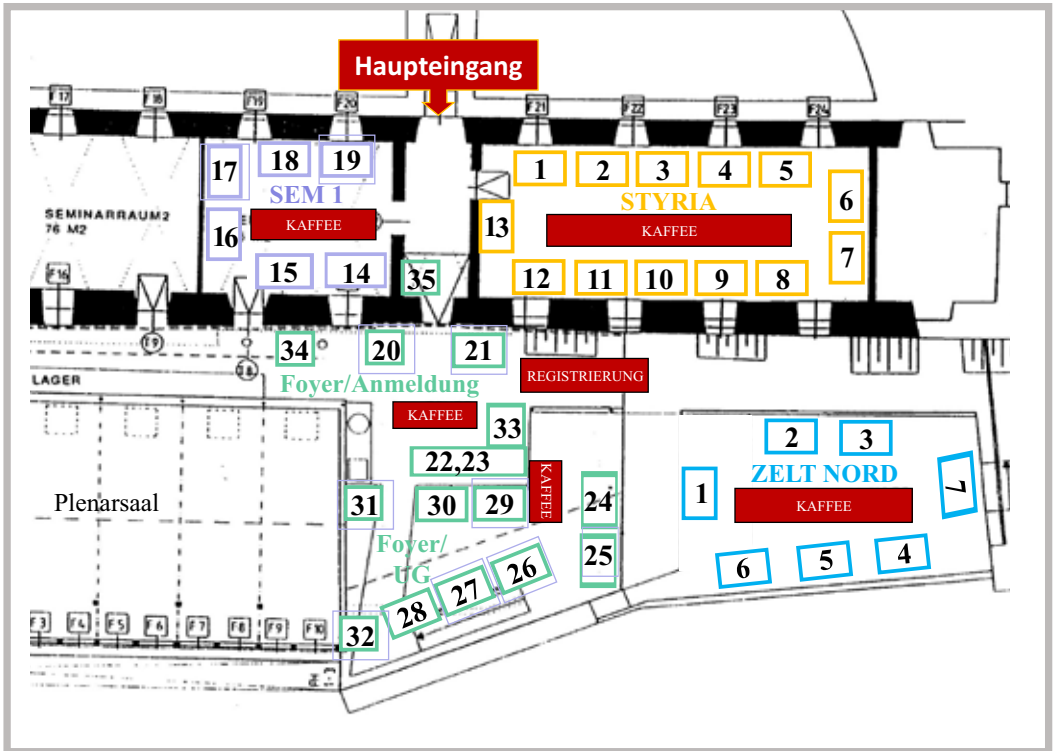 Haupteingang
F17
F18
F19
F20
F21
F22
F23
F24
17
18
19
1
2
3
4
5
SEM 1
STYRIA
6
SEMINARRAUM2
76 M2
16
KAFFEE
13
KAFFEE
7
F16
15
14
35
12
11
10
9
8
F9
34
20
21
F8
LAGER
Foyer/Anmeldung
REGISTRIERUNG
KAFFEE
33
2
3
22,23
ZELT NORD
KAFFEE
1
KAFFEE
7
Plenarsaal
31
30
29
24
Foyer/
UG
25
26
27
28
6
5
4
F3
F4
F5
F6
F7
F8
F9
F10
32
1-3